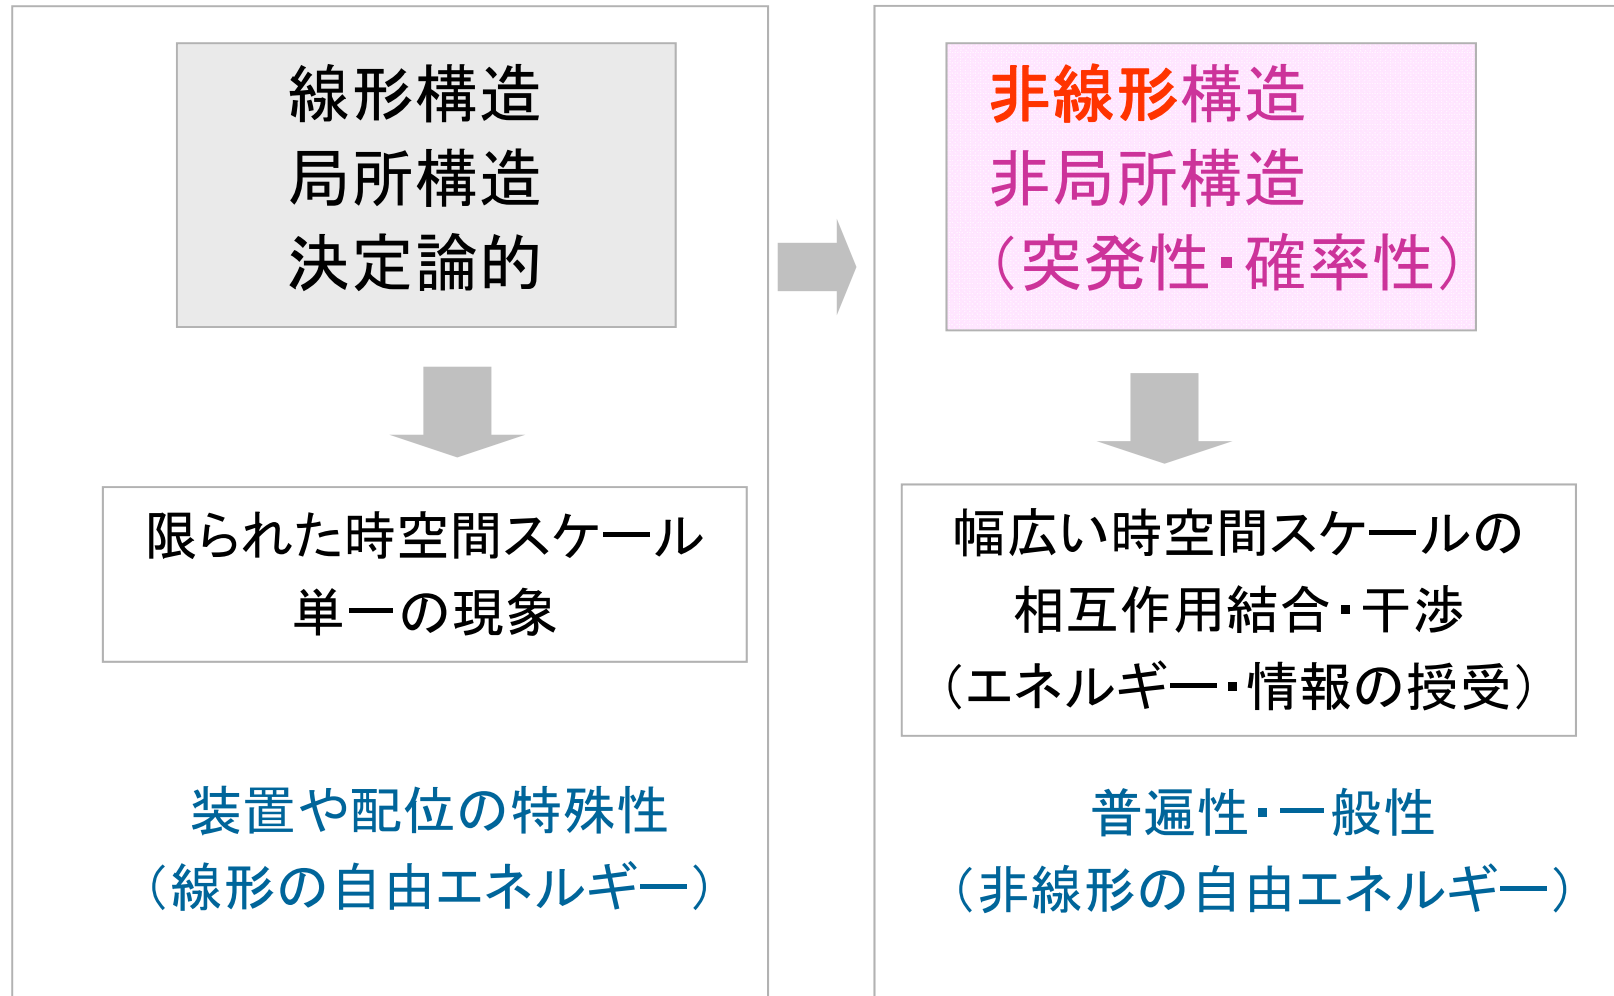 線形構造
局所構造
決定論的
限られた時空間スケール
単一の現象
装置や配位の特殊性
（線形の自由エネルギー）
非線形構造
非局所構造
（突発性・確率性）
幅広い時空間スケールの
相互作用結合・干渉
（エネルギー・情報の授受）
普遍性・一般性
（非線形の自由エネルギー）